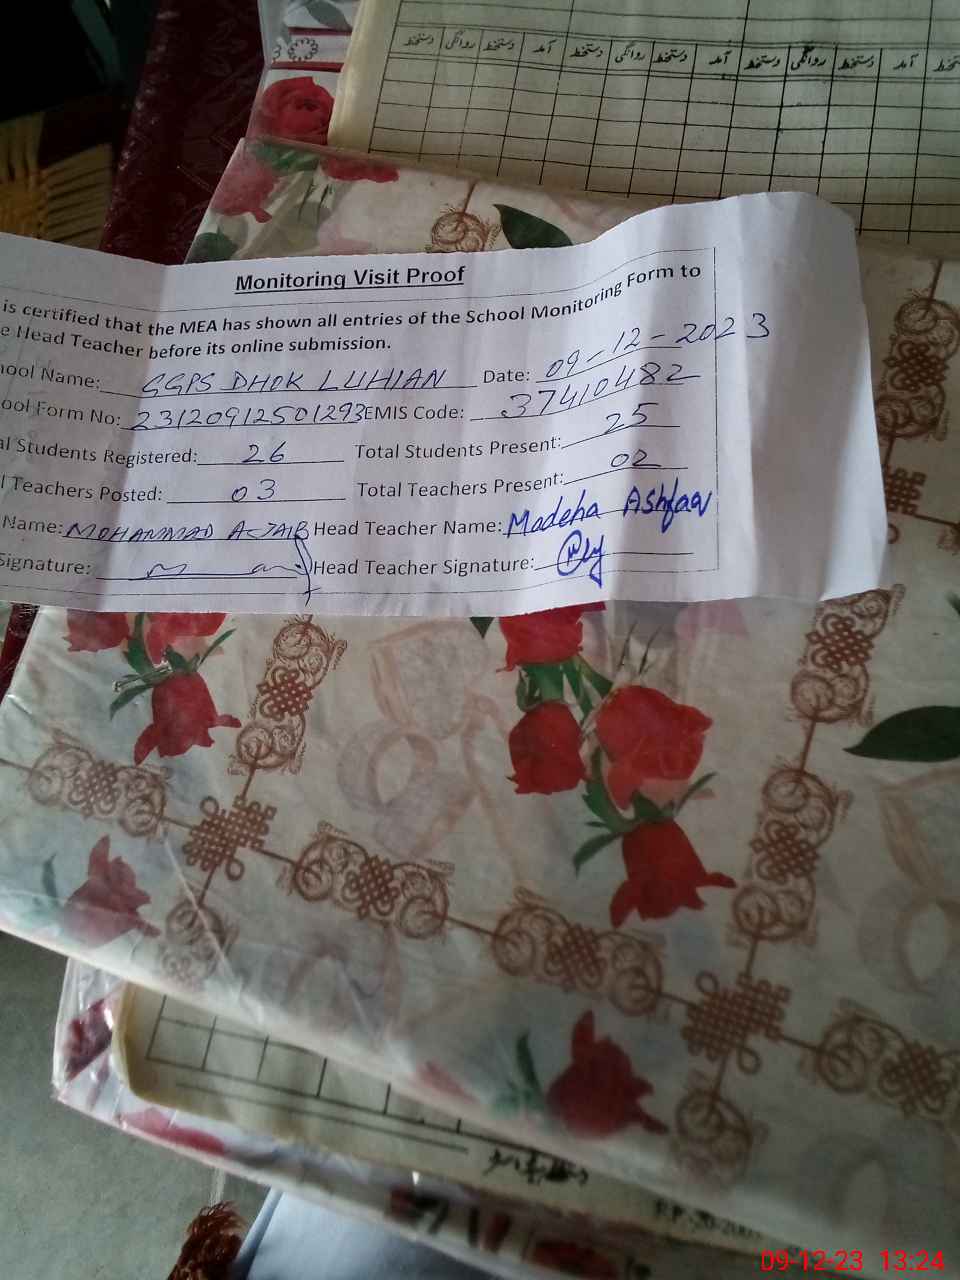 دستخط روانگی دستخط آمد دستخط روانگی دستخط آمد دستخط روانگی دستخط آمد
Monitoring Visit Proof
is certified that the MEA has shown all entries of the School Monitoring Form to
e Head Teacher before its online submission.
hool Name: GGPS DHOK LUHIAN Date: 09-12-2023
ool Form No: 23120912501293 EMIS Code: 37410482
al Students Registered: 26 Total Students Present: 25
l Teachers Posted: 03 Total Teachers Present: 02
Name: MOHAMMAD AJAIB Head Teacher Name: Madeha Ashfaq
Signature: Head Teacher Signature:
09-12-23 13:24